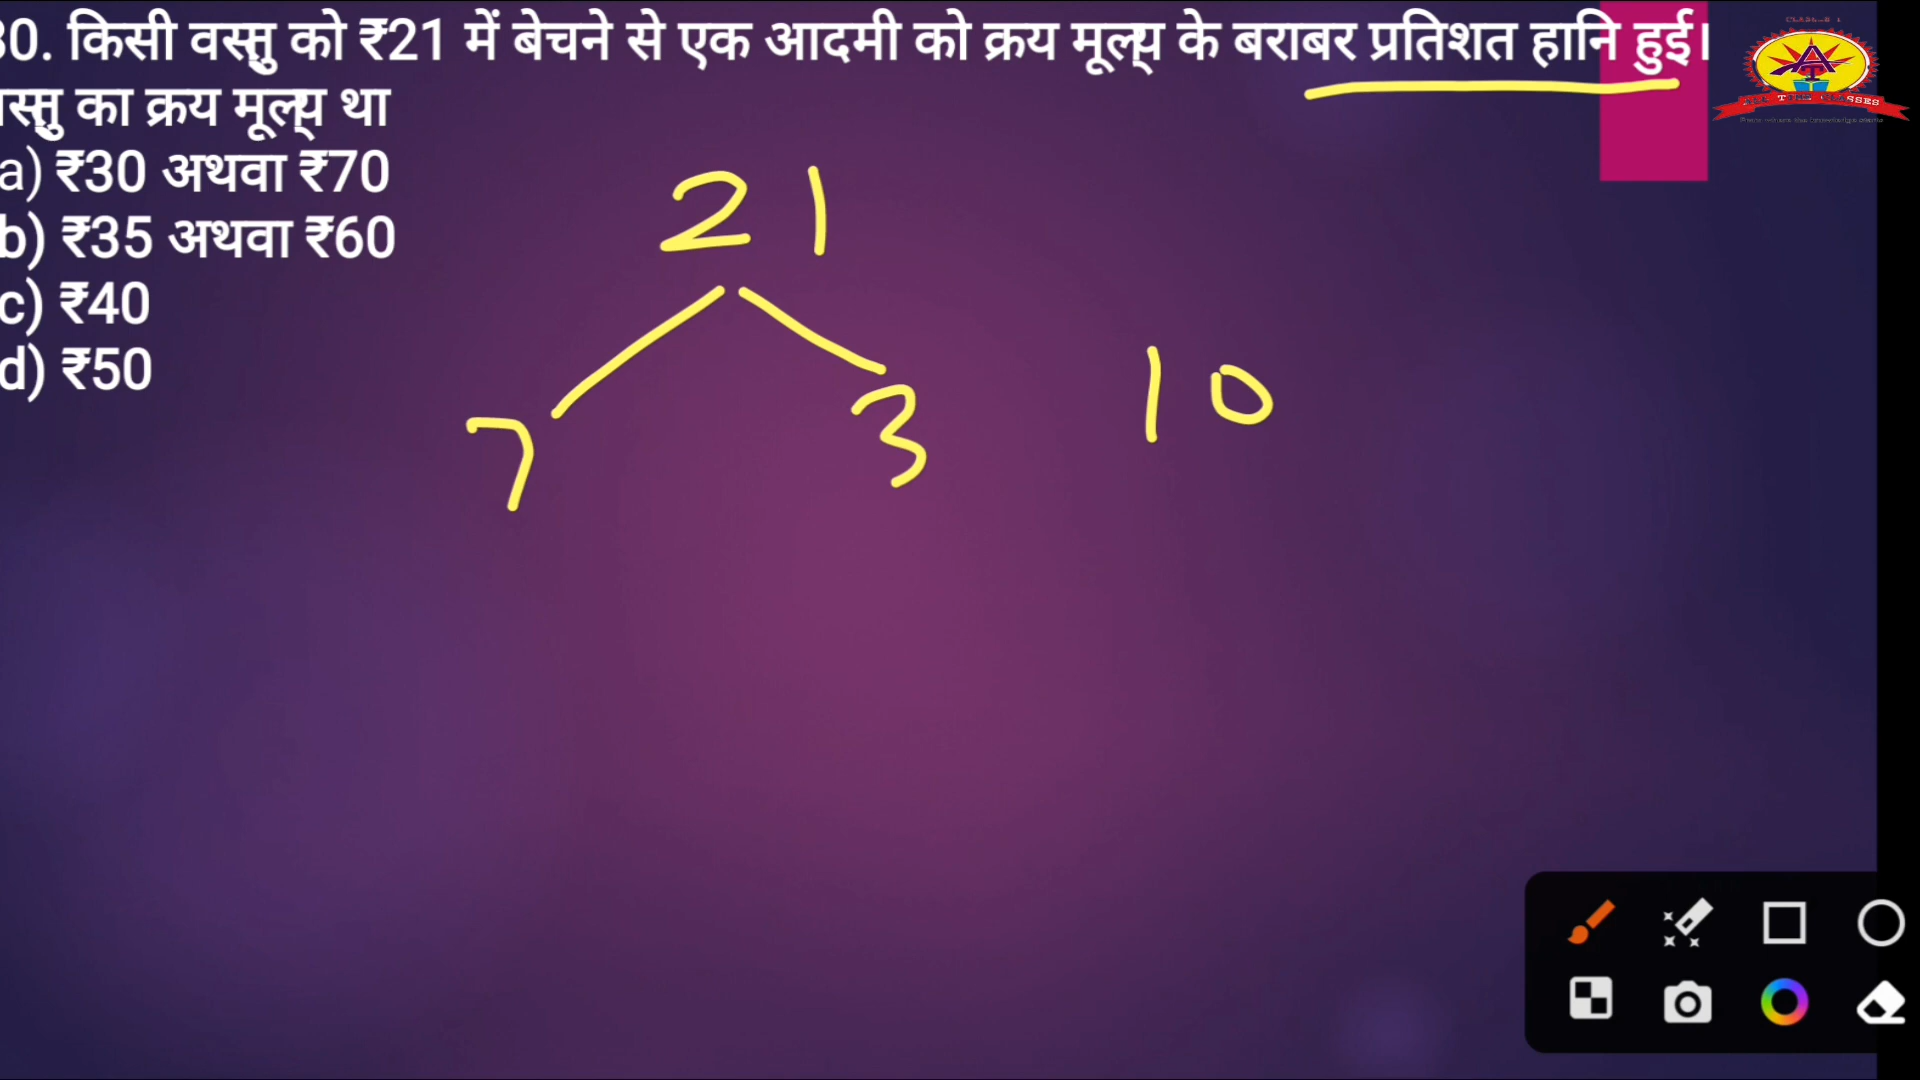 30. किसी वस्तु को ₹21 में बेचने से एक आदमी को क्रय मूल्य के बराबर प्रतिशत हानि हुई।
वस्तु का क्रय मूल्य था
a) ₹30 अथवा ₹70
b) ₹35 अथवा ₹60
c) ₹40
d) ₹50
21
7 3 10